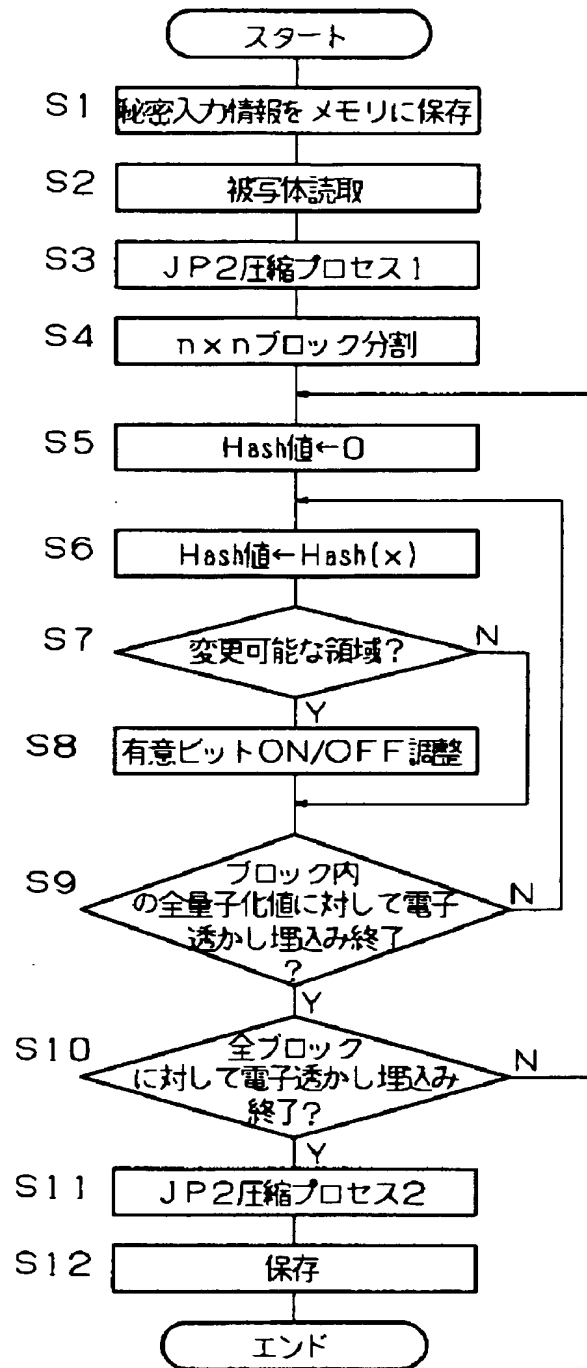 スタート
S1
秘密入力情報をメモリに保存
S2
被写体読取
S3
JP2圧縮プロセス1
S4
n×nブロック分割
S5
Hash値←0
S6
Hash値←Hash(x)
S7
変更可能な領域?
N
Y
S8
有意ビットON/OFF調整
S9
ブロック内
の全量子化値に対して電子
透かし埋込み終了
?
N
Y
S10
全ブロック
に対して電子透かし埋込み
終了?
N
Y
S11
JP2圧縮プロセス2
S12
保存
エンド